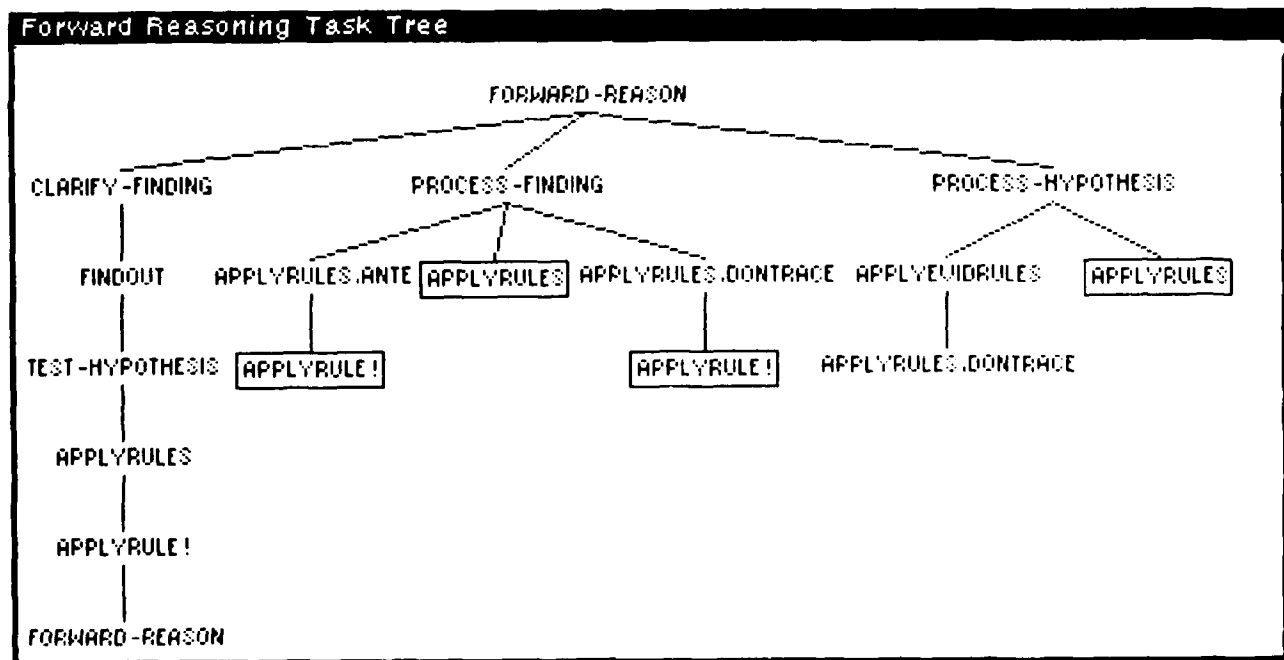 Forward Reasoning Task Tree
FORWARD-REASON
CLARIFY-FINDING PROCESS-FINDING PROCESS-HYPOTHESIS
FINDOUT APPLYRULES.ANTE APPLYRULES APPLYRULES.DONTRACE APPLYEVIDRULES APPLYRULES
TEST-HYPOTHESIS APPLYRULE! APPLYRULE! APPLYRULES.DONTRACE
APPLYRULES
APPLYRULE!
FORWARD-REASON